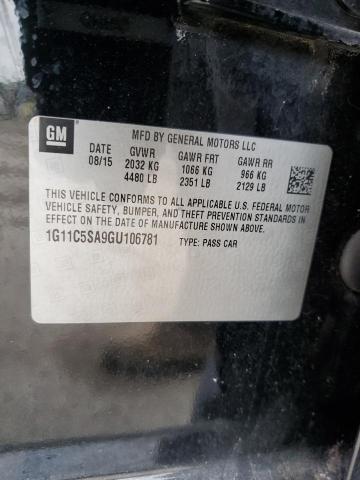 GM
MFD BY GENERAL MOTORS LLC
DATE GVWR GAWR FRT GAWR RR
08/15 2032 KG 1066 KG 966 KG
4480 LB 2351 LB 2129 LB
THIS VEHICLE CONFORMS TO ALL APPLICABLE U.S. FEDERAL MOTOR
VEHICLE SAFETY, BUMPER, AND THEFT PREVENTION STANDARDS IN
EFFECT ON THE DATE OF MANUFACTURE SHOWN ABOVE.
1G11C5SA9GU106781 TYPE: PASS CAR